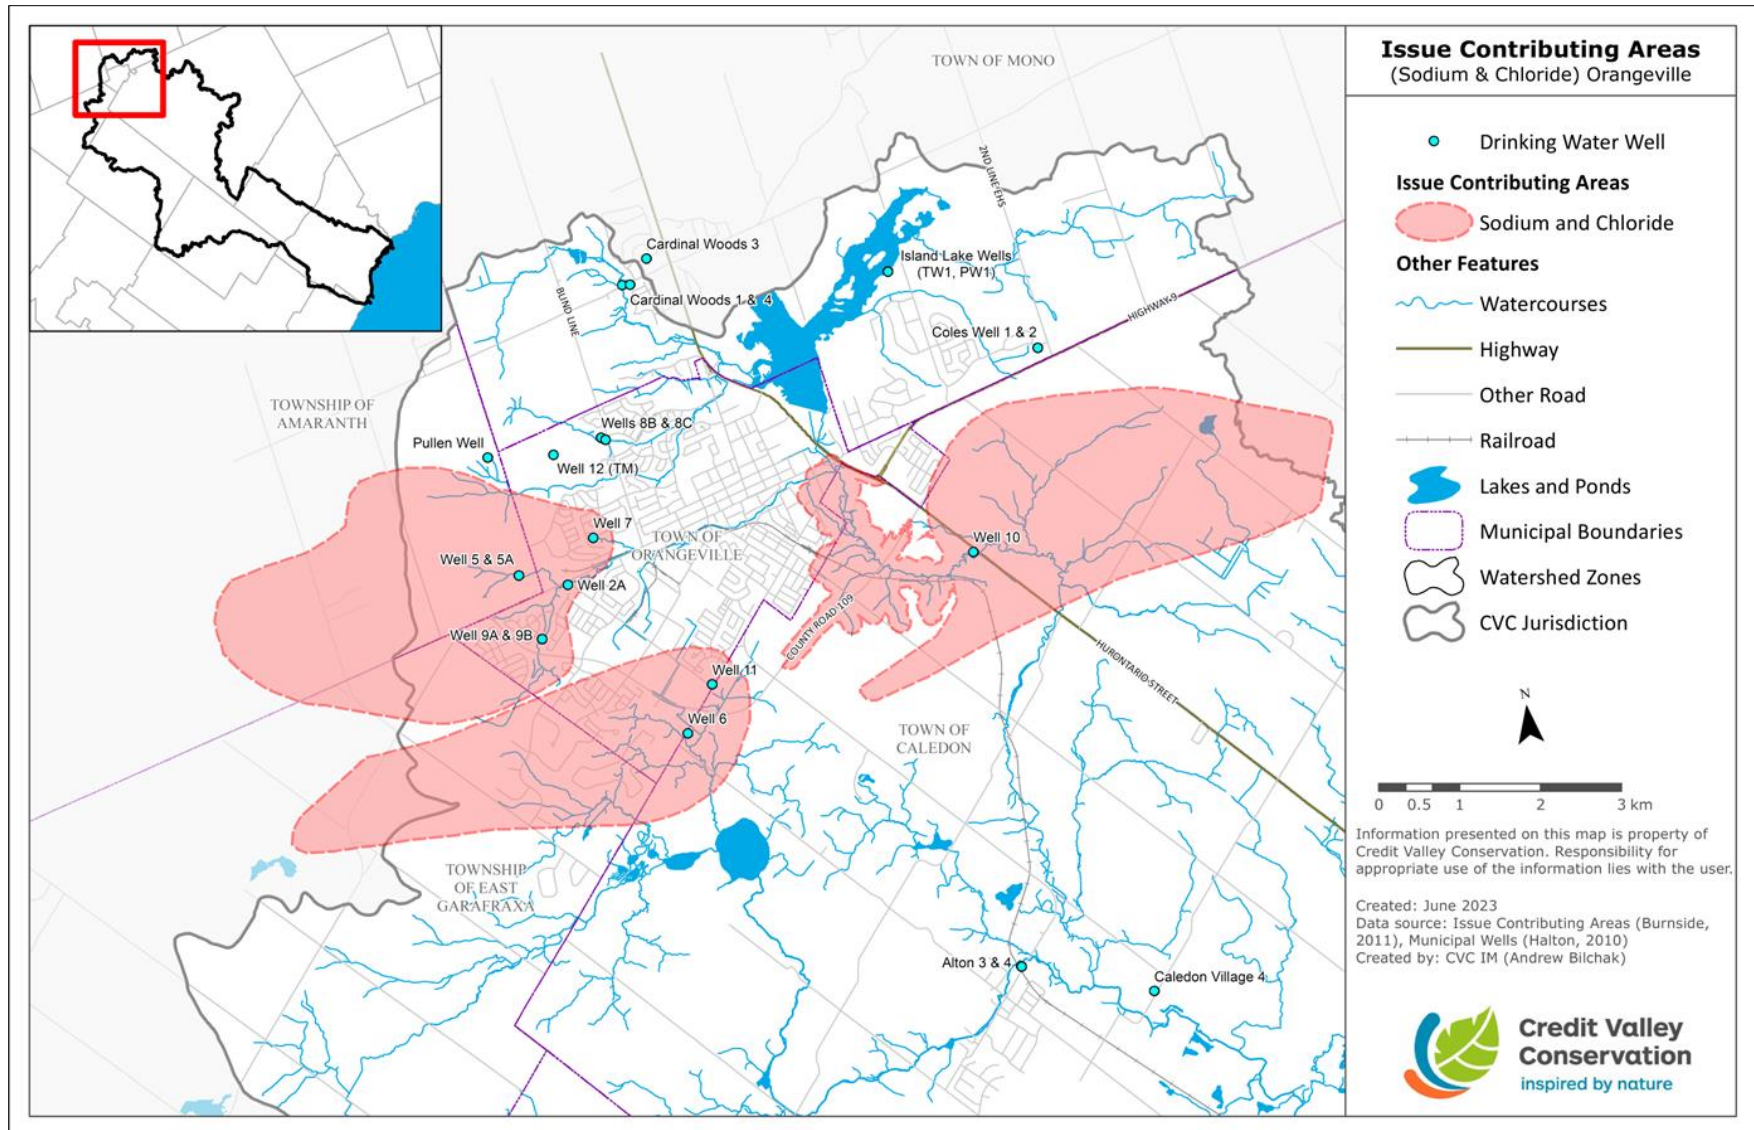 TOWN OF MONO
2ND LINE EHS
Cardinal Woods 3
Island Lake Wells
(TW1, PW1)
Cardinal Woods 1 & 4
BLIND LINE
HIGHWAY 9
Coles Well 1 & 2
TOWNSHIP OF
AMARANTH
Pullen Well
Wells 8B & 8C
Well 12 (TM)
Well 7
TOWN OF
ORANGEVILLE
Well 10
Well 5 & 5A
Well 2A
COUNTY ROAD 109
Well 9A & 9B
HURONTARIO STREET
Well 11
Well 6
TOWN OF
CALEDON
TOWNSHIP
OF EAST
GARAFRAXA
Alton 3 & 4
Caledon Village 4
Issue Contributing Areas
(Sodium & Chloride) Orangeville
Drinking Water Well
Issue Contributing Areas
Sodium and Chloride
Other Features
Watercourses
Highway
Other Road
Railroad
Lakes and Ponds
Municipal Boundaries
Watershed Zones
CVC Jurisdiction
N
0 0.5 1 2 3 km
Information presented on this map is property of
Credit Valley Conservation. Responsibility for
appropriate use of the information lies with the user.
Created: June 2023
Data source: Issue Contributing Areas (Burnside,
2011), Municipal Wells (Halton, 2010)
Created by: CVC IM (Andrew Bilchak)
Credit Valley
Conservation
inspired by nature